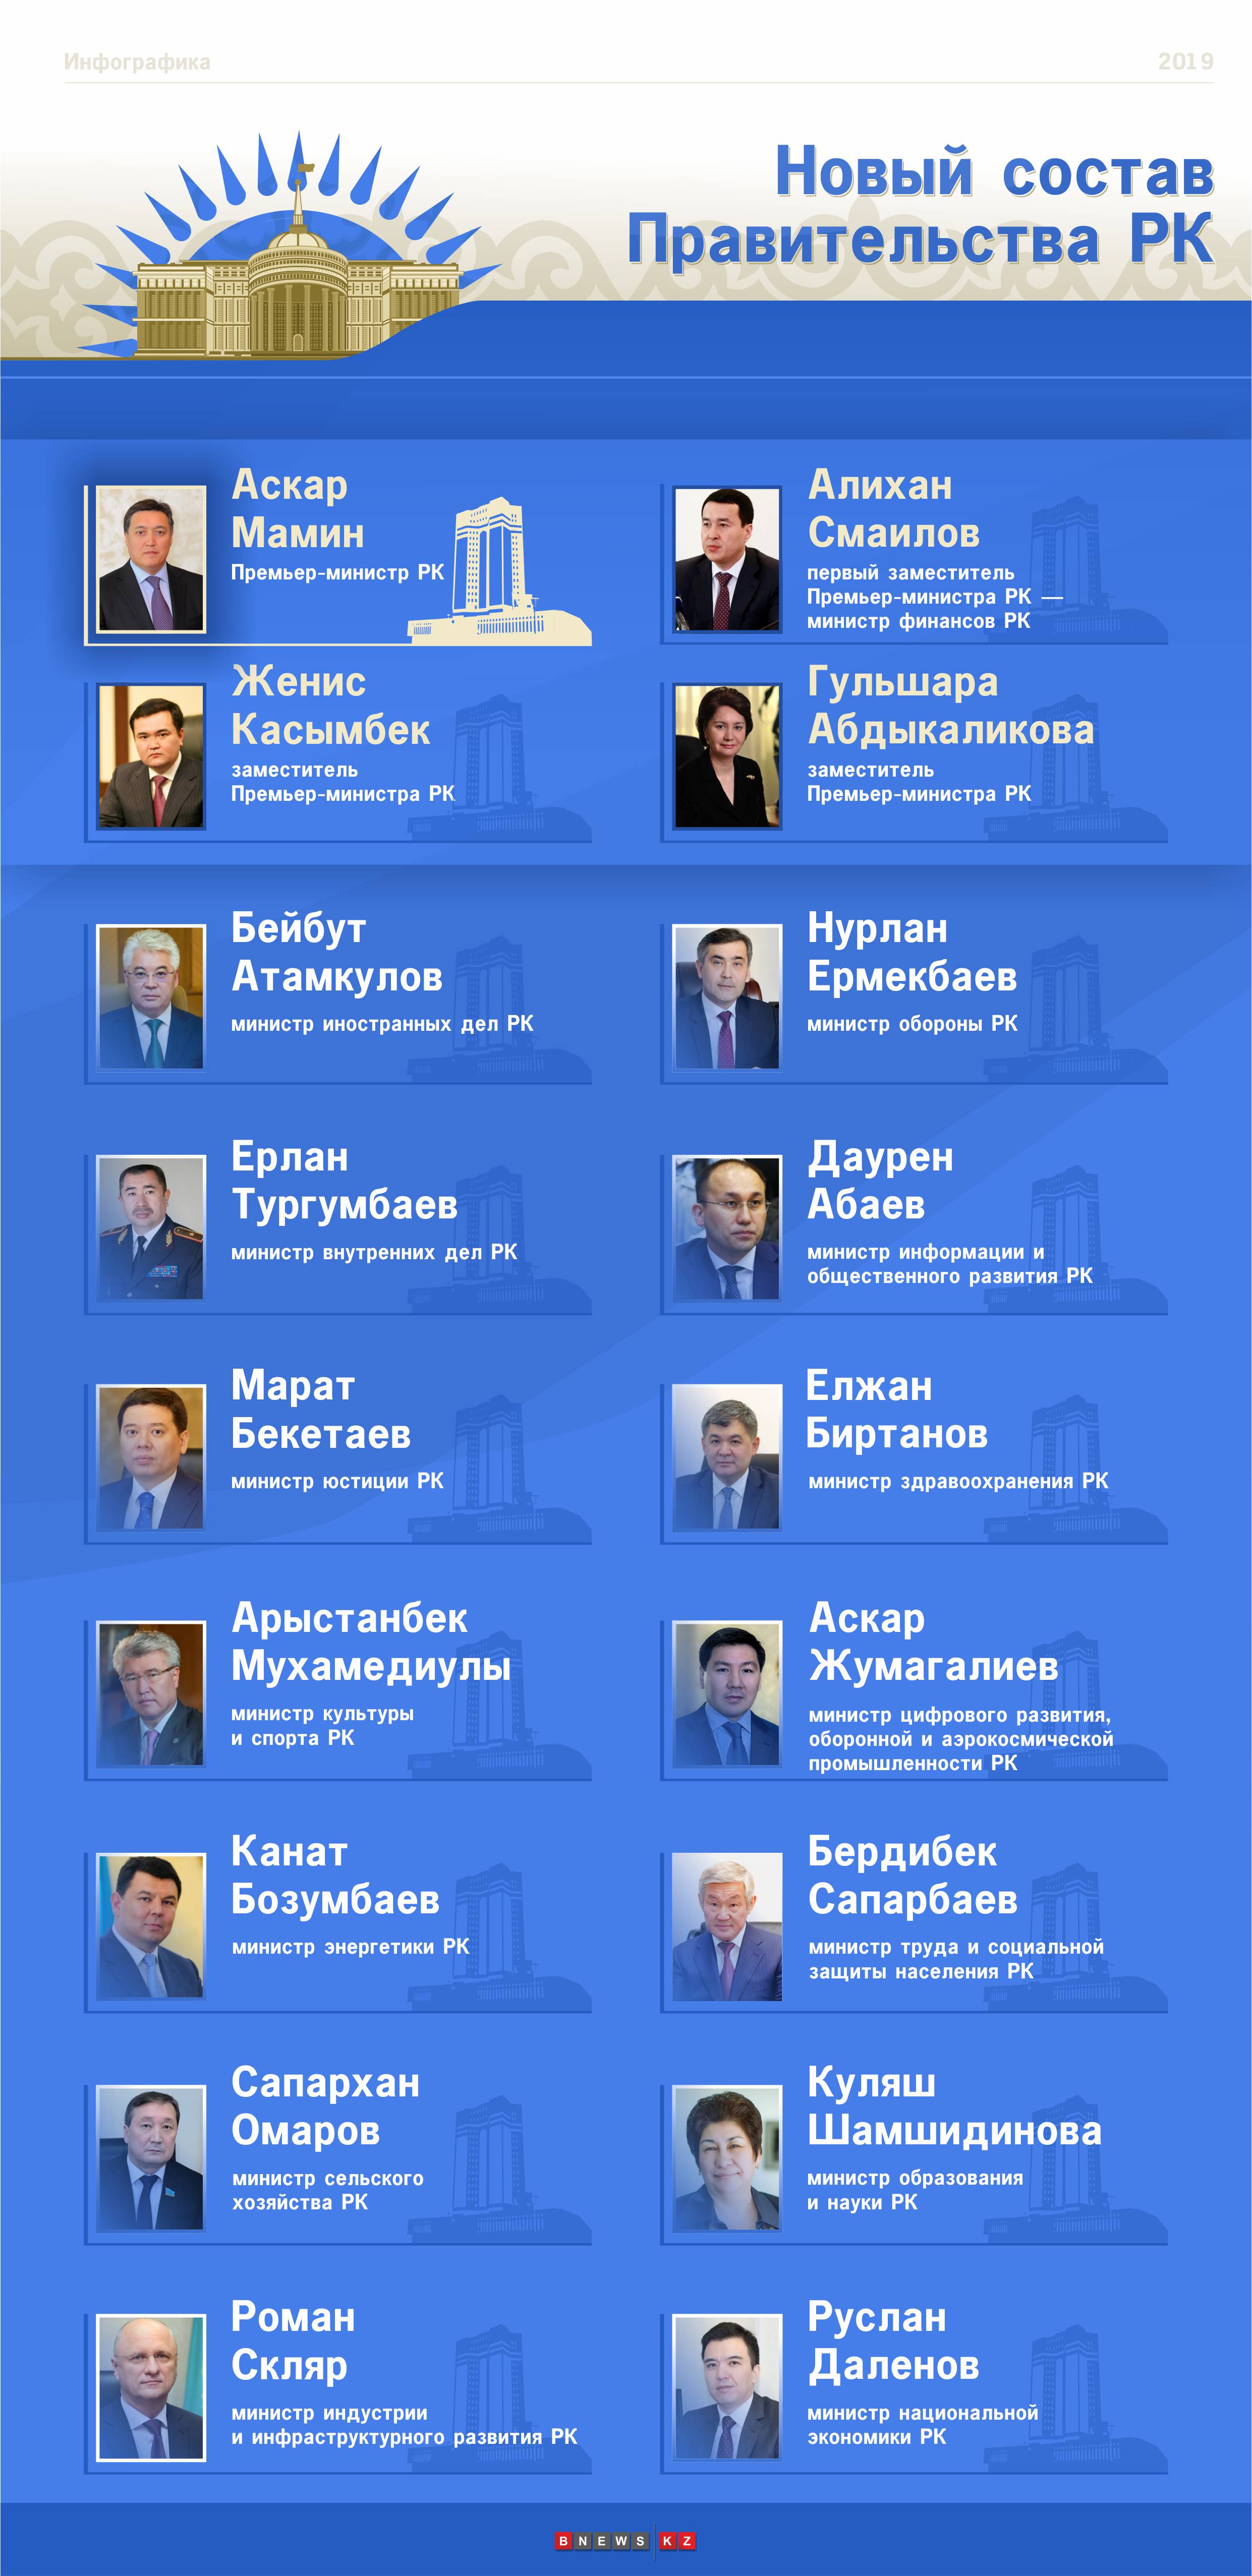 Инфографика
2019
Новый состав
Правительства РК
Аскар
Мамин
Премьер-министр РК
Алихан
Смаилов
первый заместитель
Премьер-министра РК —
министр финансов РК
Женис
Касымбек
заместитель
Премьер-министра РК
Гульшара
Абдыкаликова
заместитель
Премьер-министра РК
Бейбут
Атамкулов
министр иностранных дел РК
Нурлан
Ермекбаев
министр обороны РК
Ерлан
Тургумбаев
министр внутренних дел РК
Даурен
Абаев
министр информации и
общественного развития РК
Марат
Бекетаев
министр юстиции РК
Елжан
Биртанов
министр здравоохранения РК
Арыстанбек
Мухамедиулы
министр культуры
и спорта РК
Аскар
Жумагалиев
министр цифрового развития,
оборонной и аэрокосмической
промышленности РК
Канат
Бозумбаев
министр энергетики РК
Бердибек
Сапарбаев
министр труда и социальной
защиты населения РК
Сапархан
Омаров
министр сельского
хозяйства РК
Куляш
Шамшидинова
министр образования
и науки РК
Роман
Скляр
министр индустрии
и инфраструктурного развития РК
Руслан
Даленов
министр национальной
экономики РК
BNEWS KZ